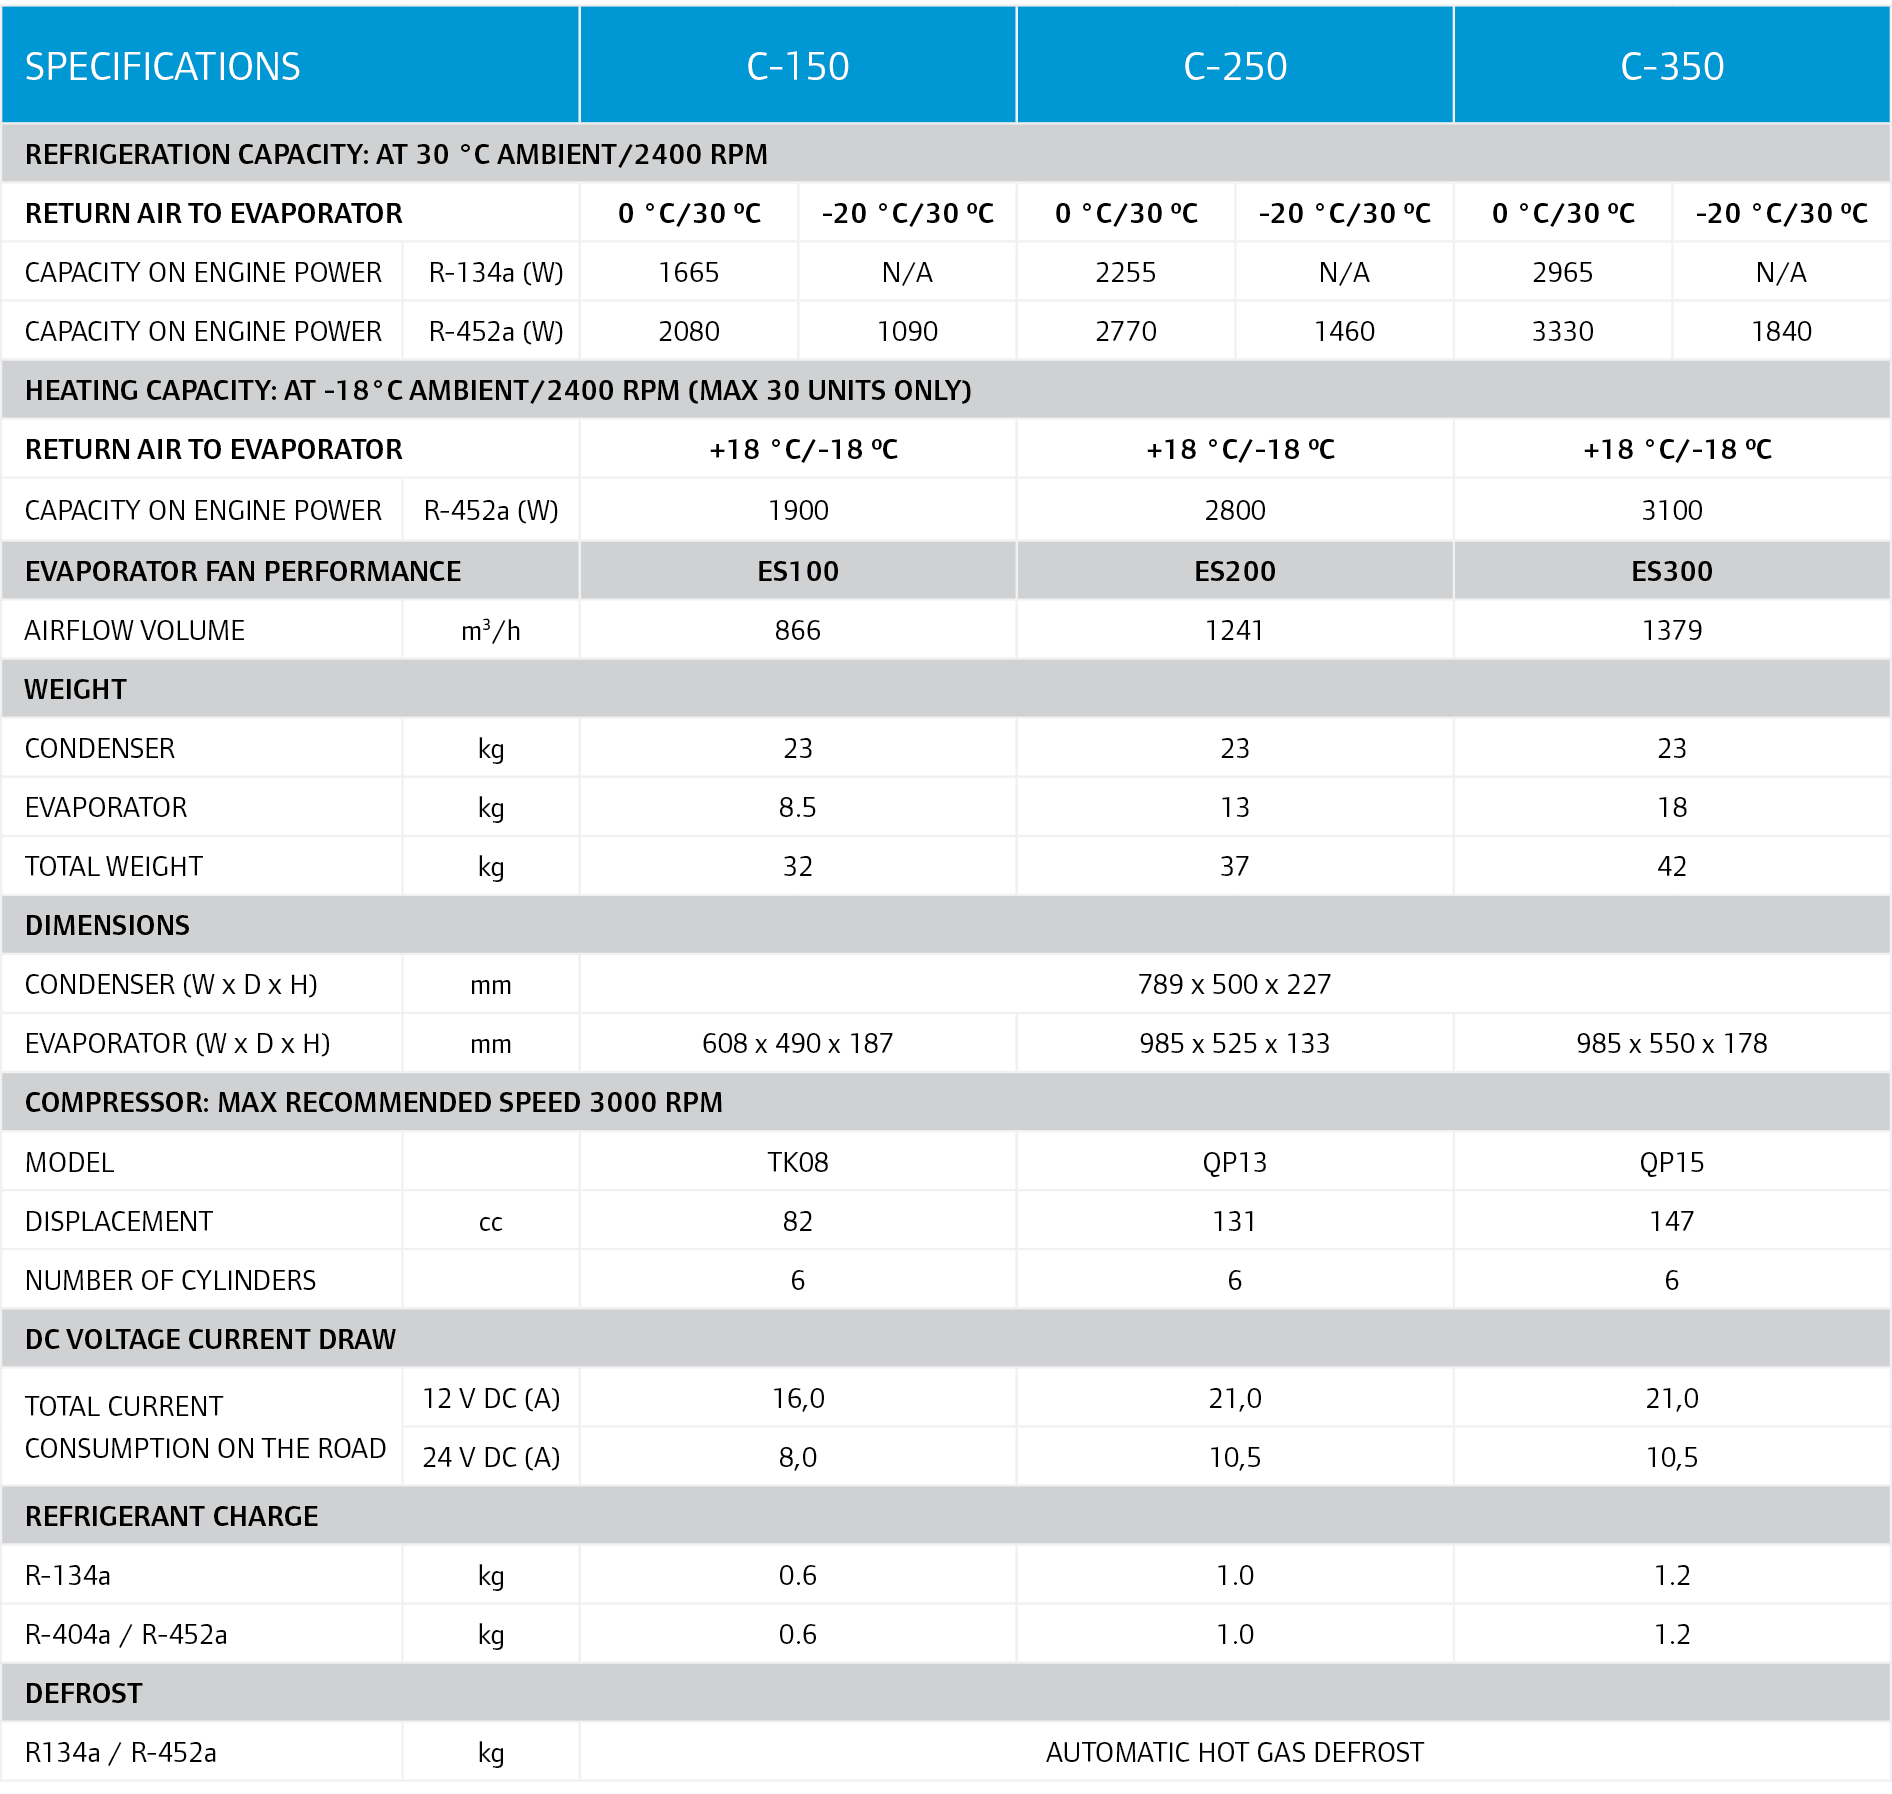 SPECIFICATIONS C-150 C-250 C-350
REFRIGERATION CAPACITY: AT 30 °C AMBIENT/2400 RPM
RETURN AIR TO EVAPORATOR 0 °C/30 ºC -20 °C/30 ºC 0 °C/30 ºC -20 °C/30 ºC 0 °C/30 ºC -20 °C/30 ºC
CAPACITY ON ENGINE POWER R-134a (W) 1665 N/A 2255 N/A 2965 N/A
CAPACITY ON ENGINE POWER R-452a (W) 2080 1090 2770 1460 3330 1840
HEATING CAPACITY: AT -18°C AMBIENT/2400 RPM (MAX 30 UNITS ONLY)
RETURN AIR TO EVAPORATOR +18 °C/-18 ºC +18 °C/-18 ºC +18 °C/-18 ºC
CAPACITY ON ENGINE POWER R-452a (W) 1900 2800 3100
EVAPORATOR FAN PERFORMANCE ES100 ES200 ES300
AIRFLOW VOLUME m³/h 866 1241 1379
WEIGHT
CONDENSER kg 23 23 23
EVAPORATOR kg 8.5 13 18
TOTAL WEIGHT kg 32 37 42
DIMENSIONS
CONDENSER (W x D x H) mm 789 x 500 x 227
EVAPORATOR (W x D x H) mm 608 x 490 x 187 985 x 525 x 133 985 x 550 x 178
COMPRESSOR: MAX RECOMMENDED SPEED 3000 RPM
MODEL TK08 QP13 QP15
DISPLACEMENT cc 82 131 147
NUMBER OF CYLINDERS 6 6 6
DC VOLTAGE CURRENT DRAW
TOTAL CURRENT
CONSUMPTION ON THE ROAD
12 V DC (A) 16,0 21,0 21,0
24 V DC (A) 8,0 10,5 10,5
REFRIGERANT CHARGE
R-134a kg 0.6 1.0 1.2
R-404a / R-452a kg 0.6 1.0 1.2
DEFROST
R134a / R-452a kg AUTOMATIC HOT GAS DEFROST